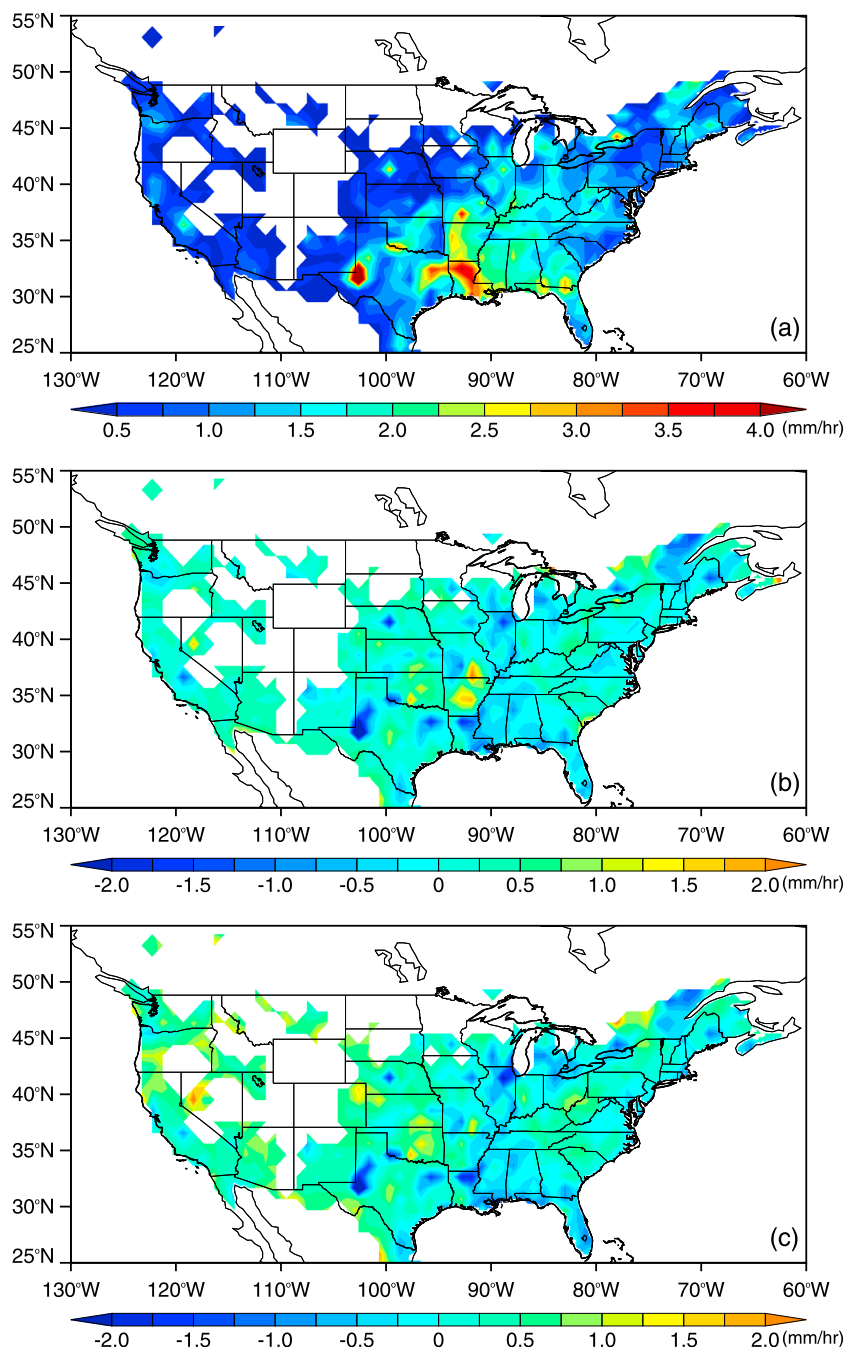 55°N
50°N
45°N
40°N
35°N
30°N
25°N
(a)
130°W 120°W 110°W 100°W 90°W 80°W 70°W 60°W
0.5 1.0 1.5 2.0 2.5 3.0 3.5 4.0 (mm/hr)
55°N
50°N
45°N
40°N
35°N
30°N
25°N
(b)
130°W 120°W 110°W 100°W 90°W 80°W 70°W 60°W
-2.0 -1.5 -1.0 -0.5 0 0.5 1.0 1.5 2.0 (mm/hr)
55°N
50°N
45°N
40°N
35°N
30°N
25°N
(c)
130°W 120°W 110°W 100°W 90°W 80°W 70°W 60°W
-2.0 -1.5 -1.0 -0.5 0 0.5 1.0 1.5 2.0 (mm/hr)